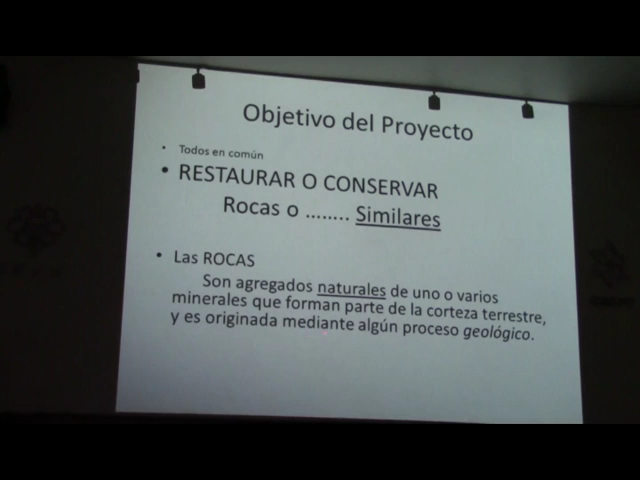 Objetivo del Proyecto
• Todos en común
• RESTAURAR O CONSERVAR
Rocas o ........ Similares
• Las ROCAS
Son agregados naturales de uno o varios
minerales que forman parte de la corteza terrestre,
y es originada mediante algún proceso geológico.